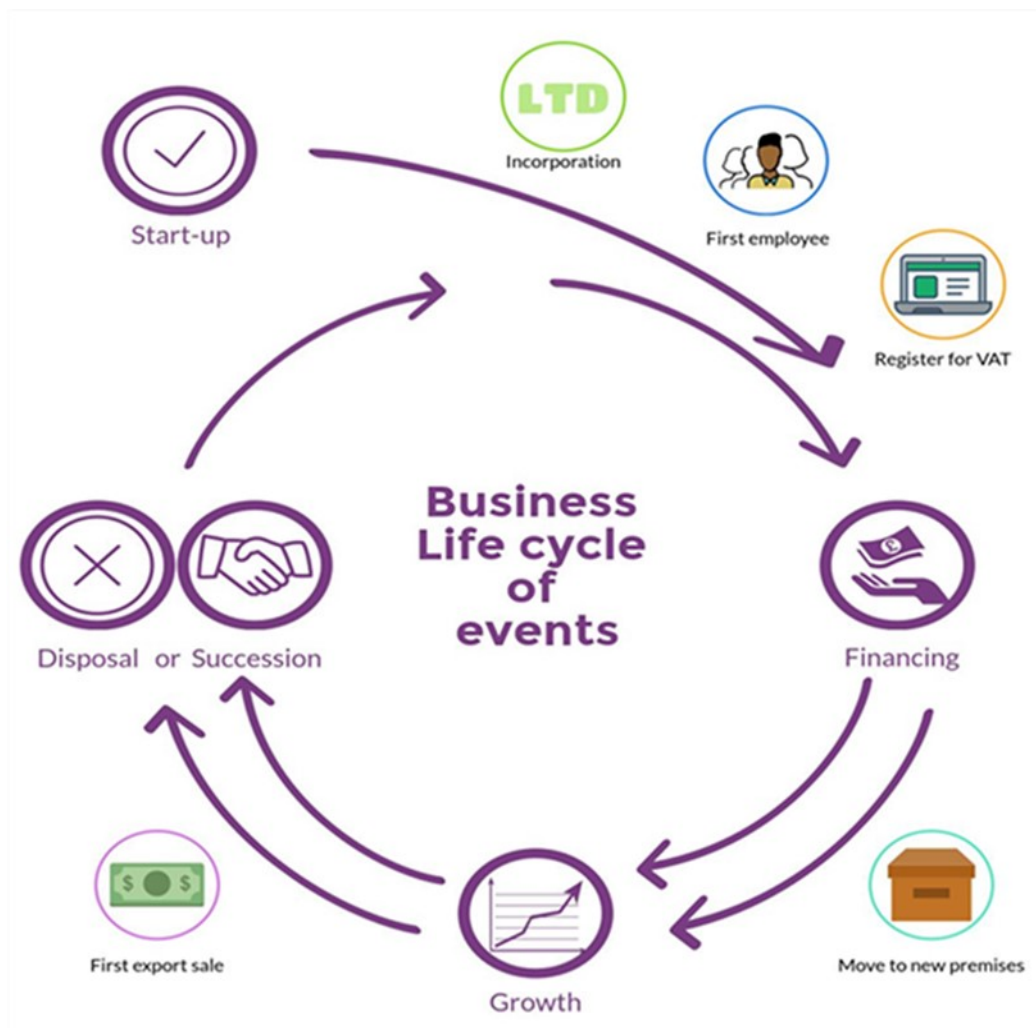 LTD
Incorporation
Start-up
First employee
Register for VAT
Business
Life cycle
of
events
£
Disposal or Succession
Financing
$ $
First export sale
Move to new premises
Growth